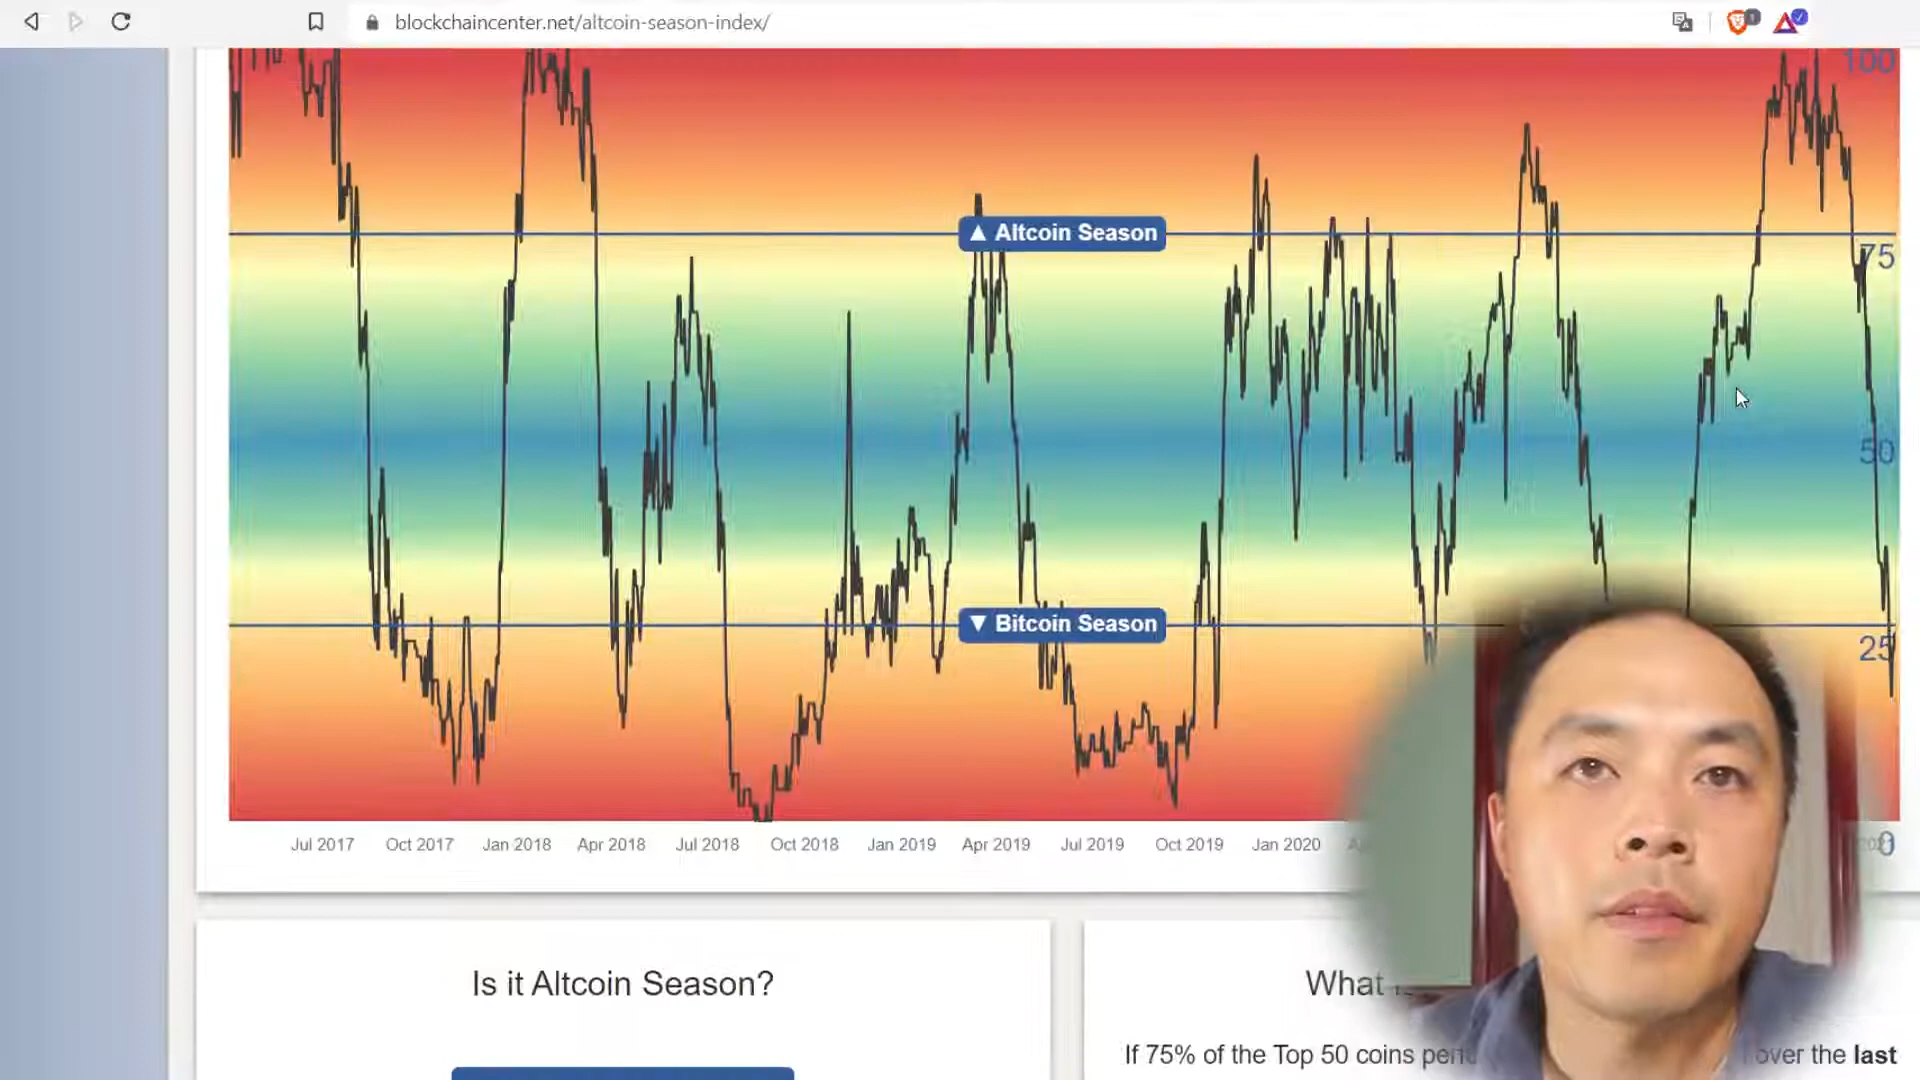 blockchaincenter.net/altcoin-season-index/
100
▲ Altcoin Season
75
50
▼ Bitcoin Season
25
Jul 2017 Oct 2017 Jan 2018 Apr 2018 Jul 2018 Oct 2018 Jan 2019 Apr 2019 Jul 2019 Oct 2019 Jan 2020 0
Is it Altcoin Season?
What
If 75% of the Top 50 coins over the last